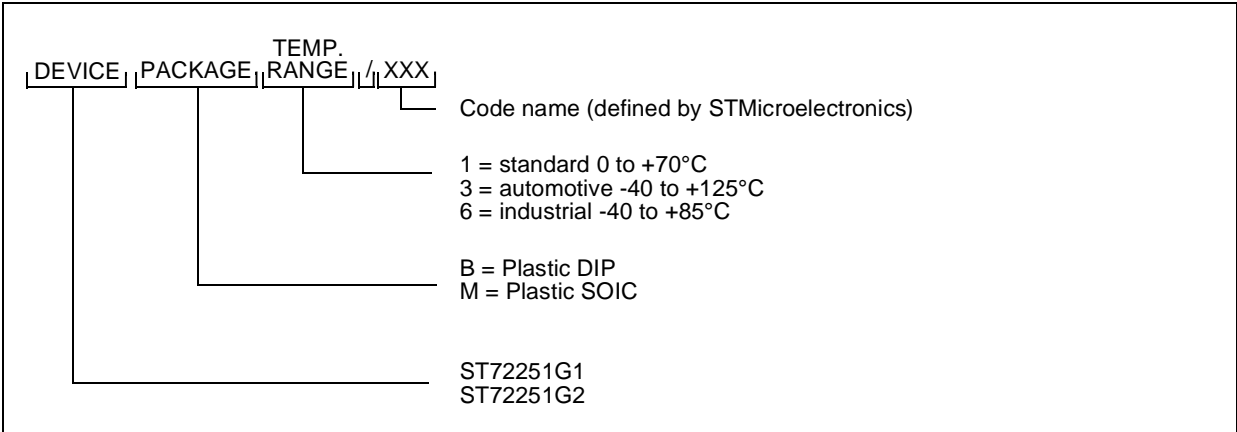 TEMP.
DEVICE PACKAGE RANGE / XXX
Code name (defined by STMicroelectronics)
1 = standard 0 to +70°C
3 = automotive -40 to +125°C
6 = industrial -40 to +85°C
B = Plastic DIP
M = Plastic SOIC
ST72251G1
ST72251G2